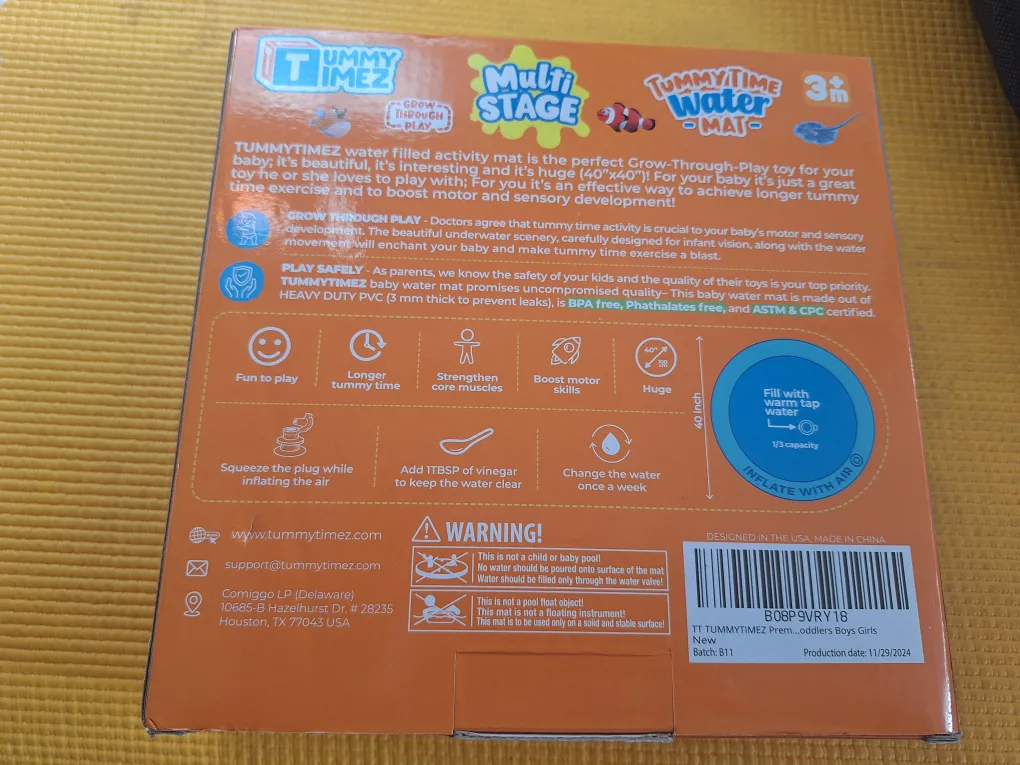 TUMMY
TIMEZ
GROW
THROUGH
PLAY
Multi
STAGE
TUMMY TIME
Water
- MAT -
3+
m
TUMMYTIMEZ water filled activity mat is the perfect Grow-Through-Play toy for your
baby; it's beautiful, it's interesting and it's huge (40"x40")! For your baby it's just a great
toy he or she loves to play with; For you it's an effective way to achieve longer tummy
time exercise and to boost motor and sensory development!
GROW THROUGH PLAY - Doctors agree that tummy time activity is crucial to your baby's motor and sensory
development. The beautiful underwater scenery, carefully designed for infant vision, along with the water
movement will enchant your baby and make tummy time exercise a blast.
PLAY SAFELY - As parents, we know the safety of your kids and the quality of their toys is your top priority.
TUMMYTIMEZ baby water mat promises uncompromised quality– This baby water mat is made out of
HEAVY DUTY PVC (3 mm thick to prevent leaks), is BPA free, Phathalates free, and ASTM & CPC certified.
Fun to play
Longer
tummy time
Strengthen
core muscles
Boost motor
skills
40"
Huge
40 inch
Fill with
warm tap
water
1/3 capacity
INFLATE WITH AIR
Squeeze the plug while
inflating the air
Add 1TBSP of vinegar
to keep the water clear
Change the water
once a week
www.tummytimez.com
support@tummytimez.com
Comiggo LP (Delaware)
10685-B Hazelhurst Dr. # 28235
Houston, TX 77043 USA
WARNING!
This is not a child or baby pool!
No water should be poured onto surface of the mat
Water should be filled only through the water valve!
This is not a pool float object!
This mat is not a floating instrument!
This mat is to be used only on a solid and stable surface!
DESIGNED IN THE USA, MADE IN CHINA
B08P9VRY18
TT TUMMYTIMEZ Prem...oddlers Boys Girls
New
Batch: B11 Production date: 11/29/2024